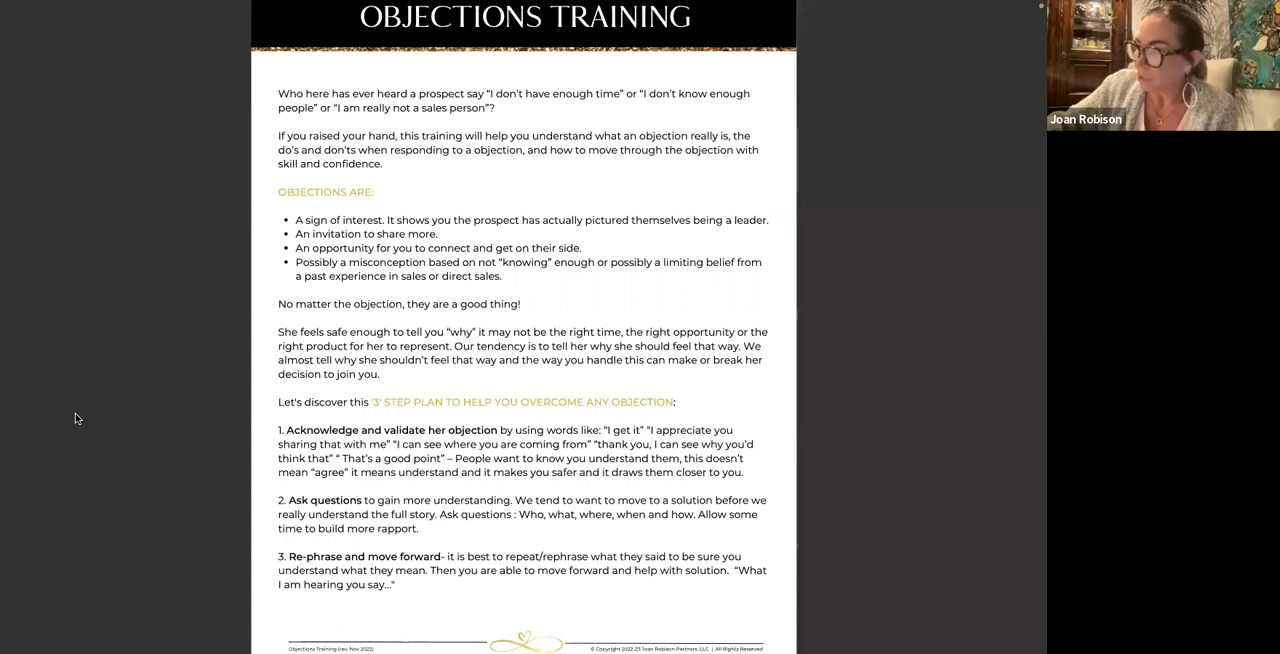 OBJECTIONS TRAINING
Joan Robison
Who here has ever heard a prospect say “I don’t have enough time” or “I don’t know enough
people” or “I am really not a sales person”?
If you raised your hand, this training will help you understand what an objection really is, the
do’s and don’ts when responding to a objection, and how to move through the objection with
skill and confidence.
OBJECTIONS ARE:
• A sign of interest. It shows you the prospect has actually pictured themselves being a leader.
• An invitation to share more.
• An opportunity for you to connect and get on their side.
• Possibly a misconception based on not “knowing” enough or possibly a limiting belief from
a past experience in sales or direct sales.
No matter the objection, they are a good thing!
She feels safe enough to tell you “why” it may not be the right time, the right opportunity or the
right product for her to represent. Our tendency is to tell her why she should feel that way. We
almost tell why she shouldn’t feel that way and the way you handle this can make or break her
decision to join you.
Let's discover this '3' STEP PLAN TO HELP YOU OVERCOME ANY OBJECTION:
1. Acknowledge and validate her objection by using words like: “I get it” “I appreciate you
sharing that with me” “I can see where you are coming from” “thank you, I can see why you’d
think that” “ That’s a good point” – People want to know you understand them, this doesn’t
mean “agree” it means understand and it makes you safer and it draws them closer to you.
2. Ask questions to gain more understanding. We tend to want to move to a solution before we
really understand the full story. Ask questions : Who, what, where, when and how. Allow some
time to build more rapport.
3. Re-phrase and move forward- it is best to repeat/rephrase what they said to be sure you
understand what they mean. Then you are able to move forward and help with solution. “What
I am hearing you say..."
Objections Training (rev. Nov 2022)
© Copyright 2022-23 Joan Robison Partners, LLC | All Rights Reserved